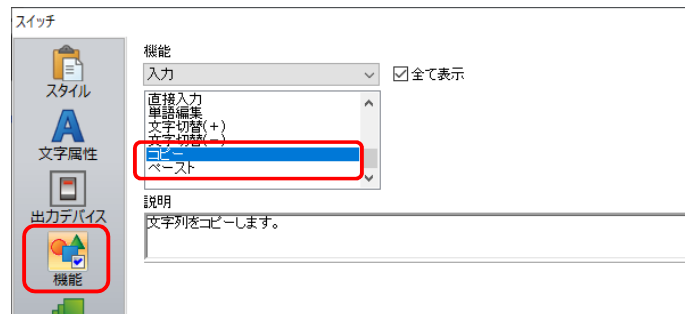 スイッチ
スタイル
文字属性
出力デバイス
機能
機能
入力
全て表示
直接入力
単語編集
文字切替(+)
文字切替(-)
コピー
ペースト
説明
文字列をコピーします。